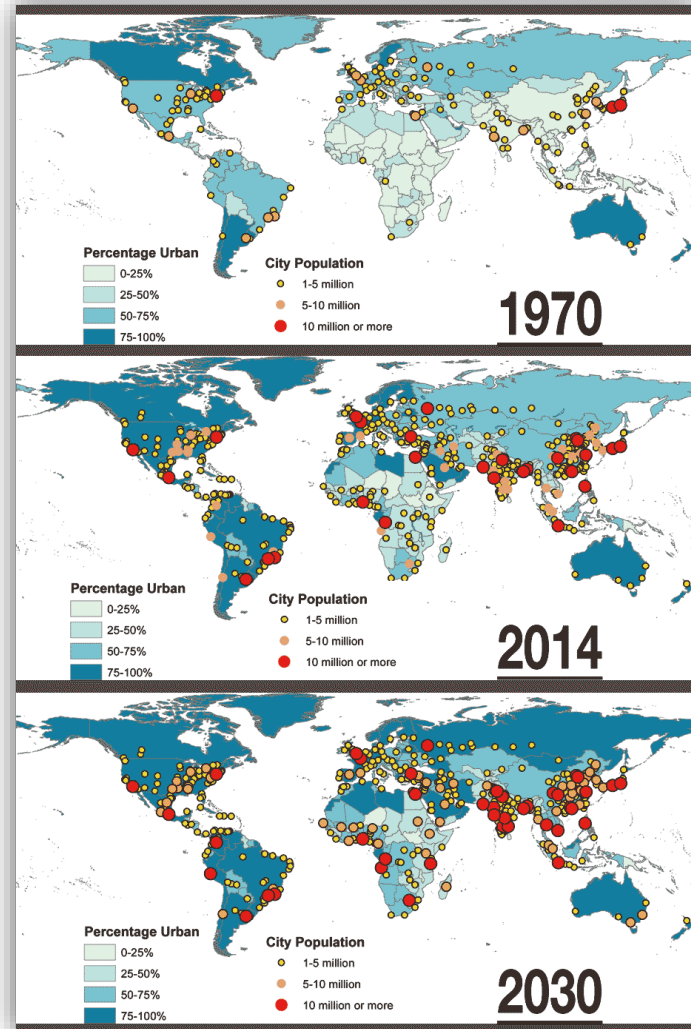 Percentage Urban
0-25%
25-50%
50-75%
75-100%
City Population
1-5 million
5-10 million
10 million or more
1970
Percentage Urban
0-25%
25-50%
50-75%
75-100%
City Population
1-5 million
5-10 million
10 million or more
2014
Percentage Urban
0-25%
25-50%
50-75%
75-100%
City Population
1-5 million
5-10 million
10 million or more
2030